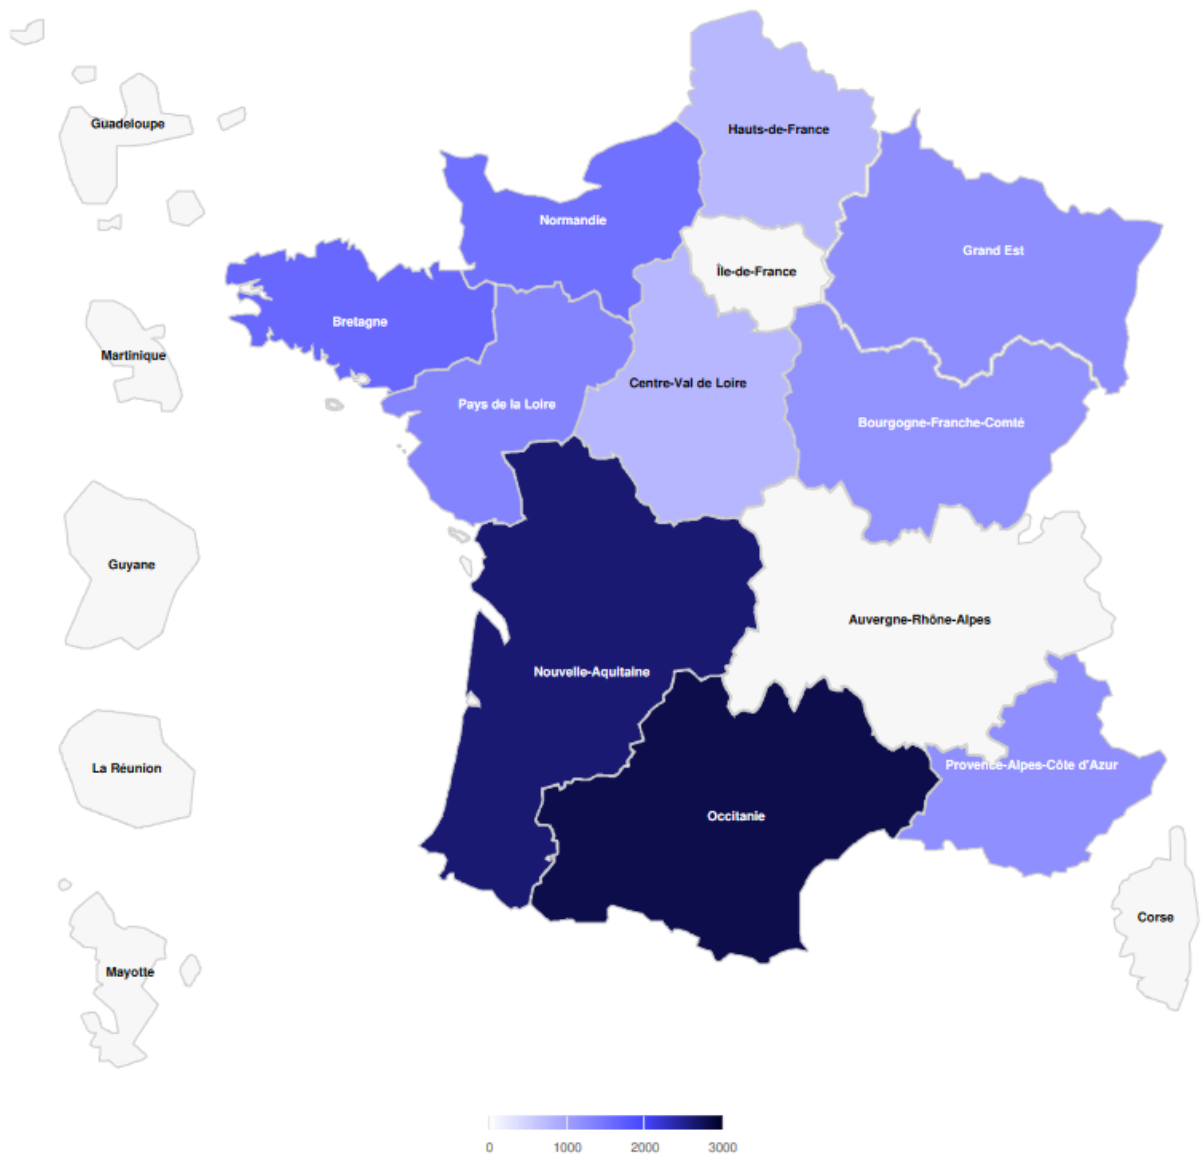 Guadeloupe
Hauts-de-France
Normandie
Grand Est
Île-de-France
Bretagne
Martinique
Centre-Val de Loire
Pays de la Loire
Bourgogne-Franche-Comté
Guyane
Auvergne-Rhône-Alpes
Nouvelle-Aquitaine
La Réunion
Provence-Alpes-Côte d'Azur
Occitanie
Corse
Mayotte
0 1000 2000 3000